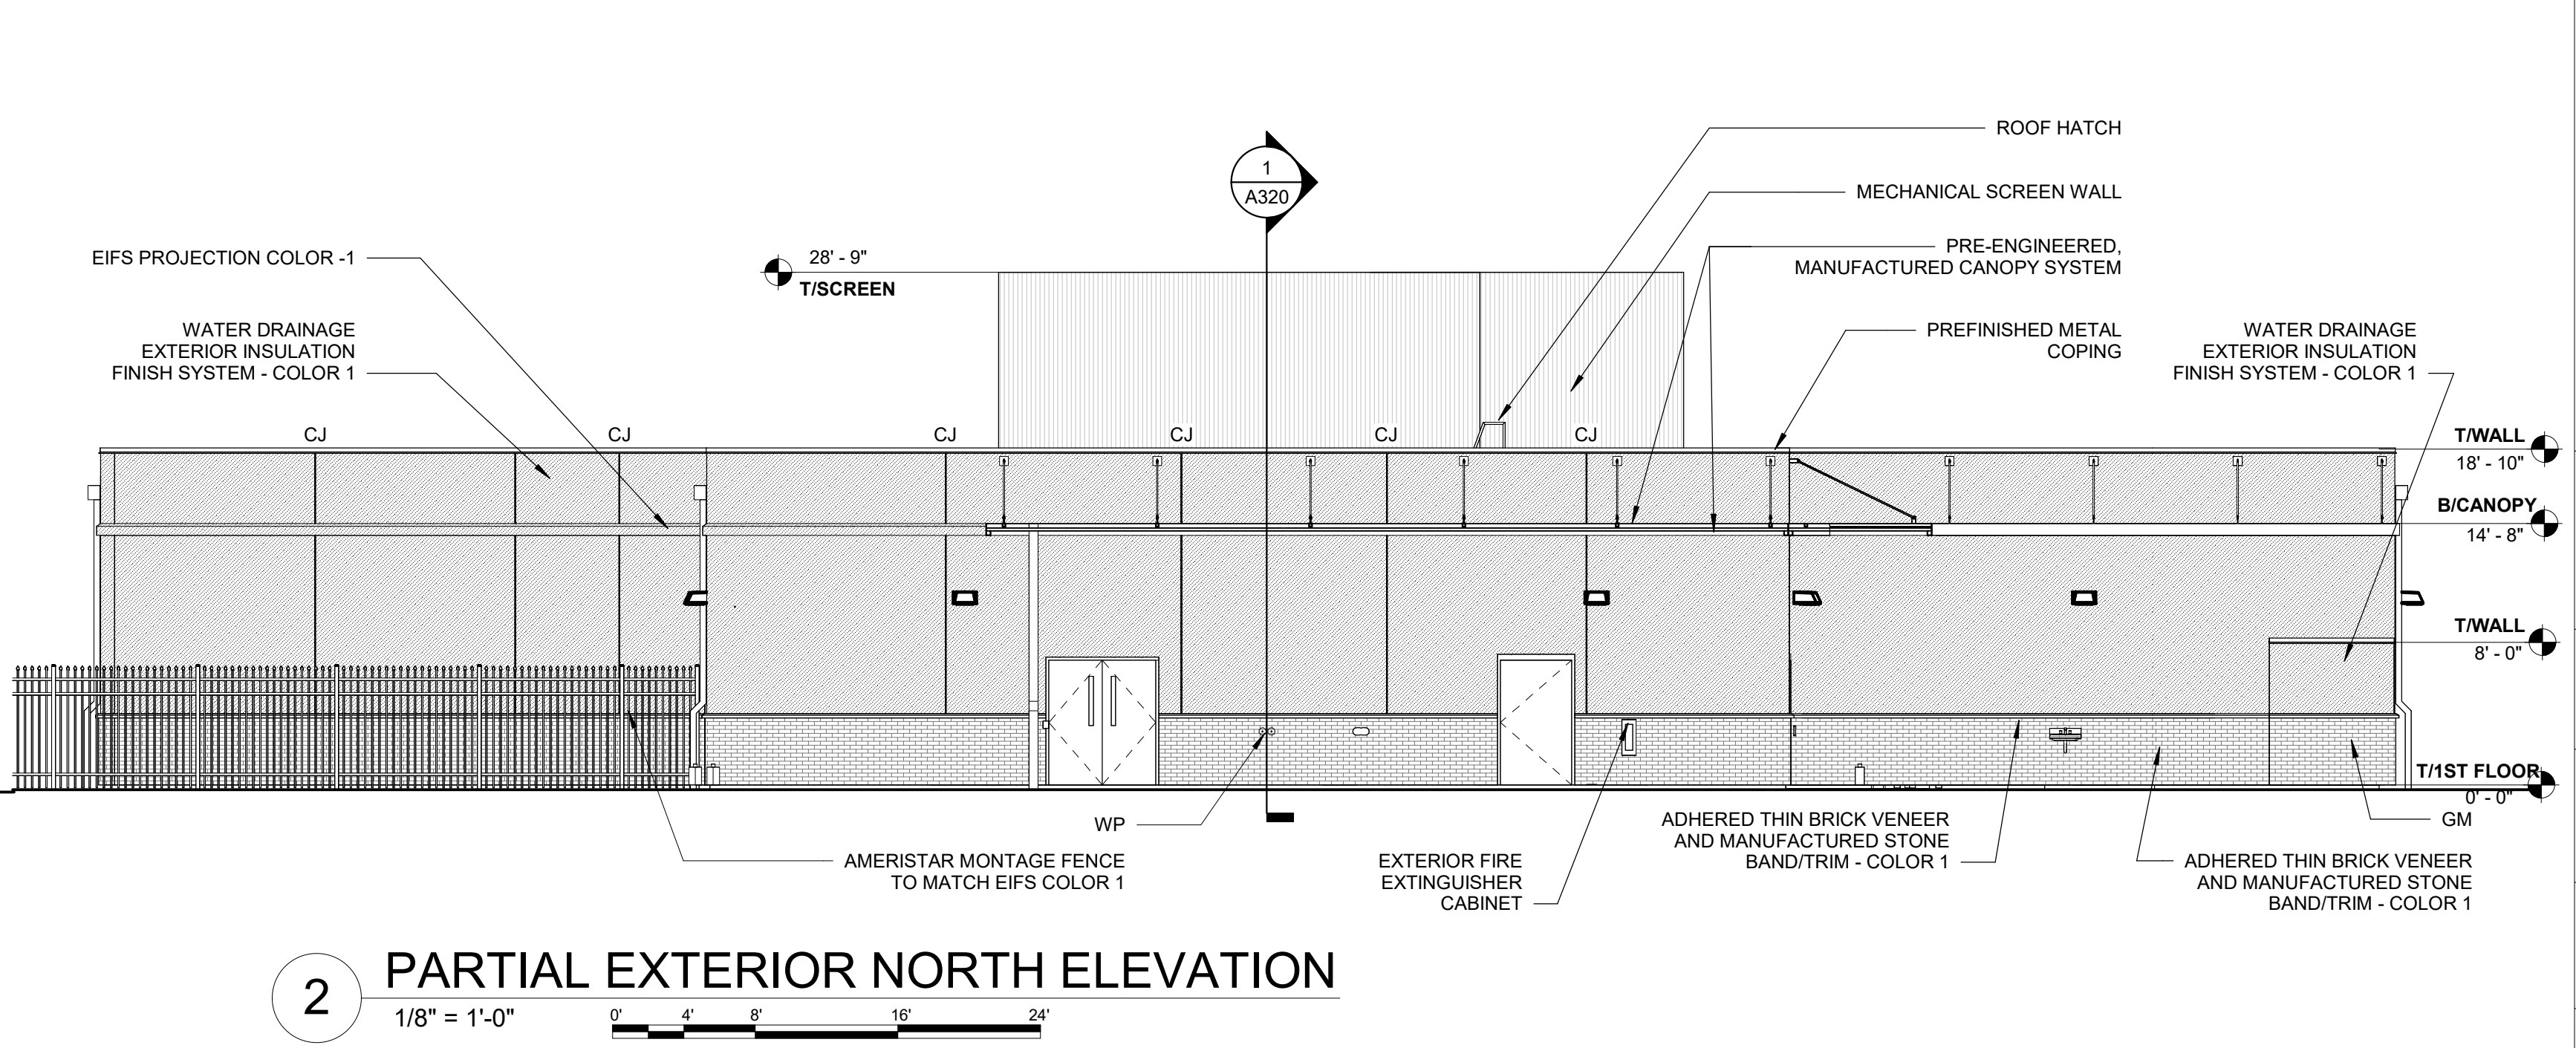 ROOF HATCH
1
A320
MECHANICAL SCREEN WALL
PRE-ENGINEERED,
MANUFACTURED CANOPY SYSTEM
EIFS PROJECTION COLOR -1
28' - 9"
T/SCREEN
WATER DRAINAGE
EXTERIOR INSULATION
FINISH SYSTEM - COLOR 1
PREFINISHED METAL
COPING
WATER DRAINAGE
EXTERIOR INSULATION
FINISH SYSTEM - COLOR 1
CJ
CJ
CJ
CJ
CJ
CJ
T/WALL
18' - 10"
B/CANOPY
14' - 8"
T/WALL
8' - 0"
T/1ST FLOOR
0' - 0"
WP
AMERISTAR MONTAGE FENCE
TO MATCH EIFS COLOR 1
EXTERIOR FIRE
EXTINGUISHER
CABINET
ADHERED THIN BRICK VENEER
AND MANUFACTURED STONE
BAND/TRIM - COLOR 1
GM
ADHERED THIN BRICK VENEER
AND MANUFACTURED STONE
BAND/TRIM - COLOR 1
2
PARTIAL EXTERIOR NORTH ELEVATION
1/8" = 1'-0"
0' 4' 8' 16' 24'